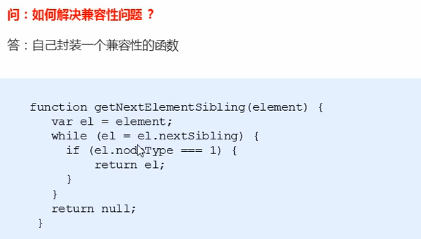 问：如何解决兼容性问题 ？
答：自己封装一个兼容性的函数
function getNextElementSibling(element) {
var el = element;
while (el = el.nextSibling) {
if (el.nodeType === 1) {
return el;
}
}
return null;
}